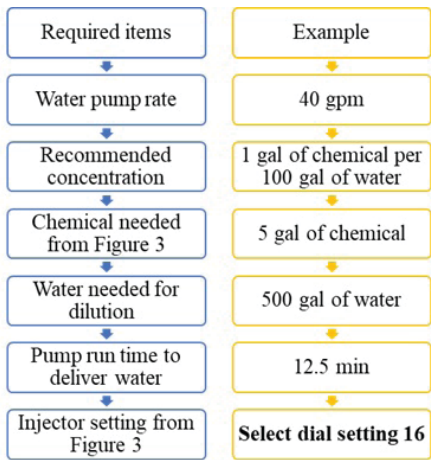 Required items
Example
Water pump rate
40 gpm
Recommended
concentration
1 gal of chemical per
100 gal of water
Chemical needed
from Figure 3
5 gal of chemical
Water needed for
dilution
500 gal of water
Pump run time to
deliver water
12.5 min
Injector setting from
Figure 3
Select dial setting 16